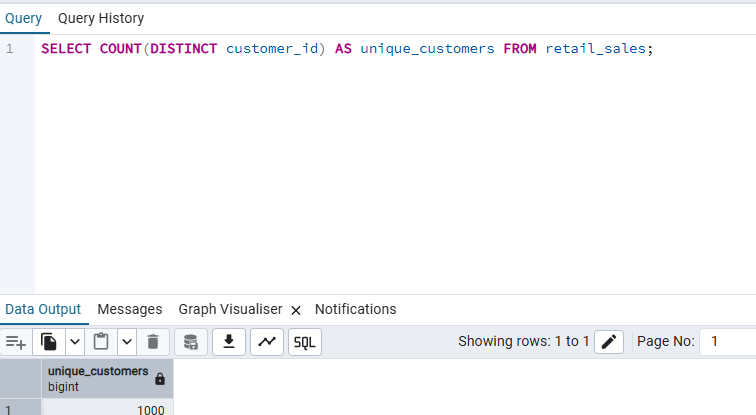 Query Query History
1 SELECT COUNT(DISTINCT customer_id) AS unique_customers FROM retail_sales;
Data Output Messages Graph Visualiser × Notifications
SQL Showing rows: 1 to 1 Page No: 1
unique_customers
bigint
1 1000